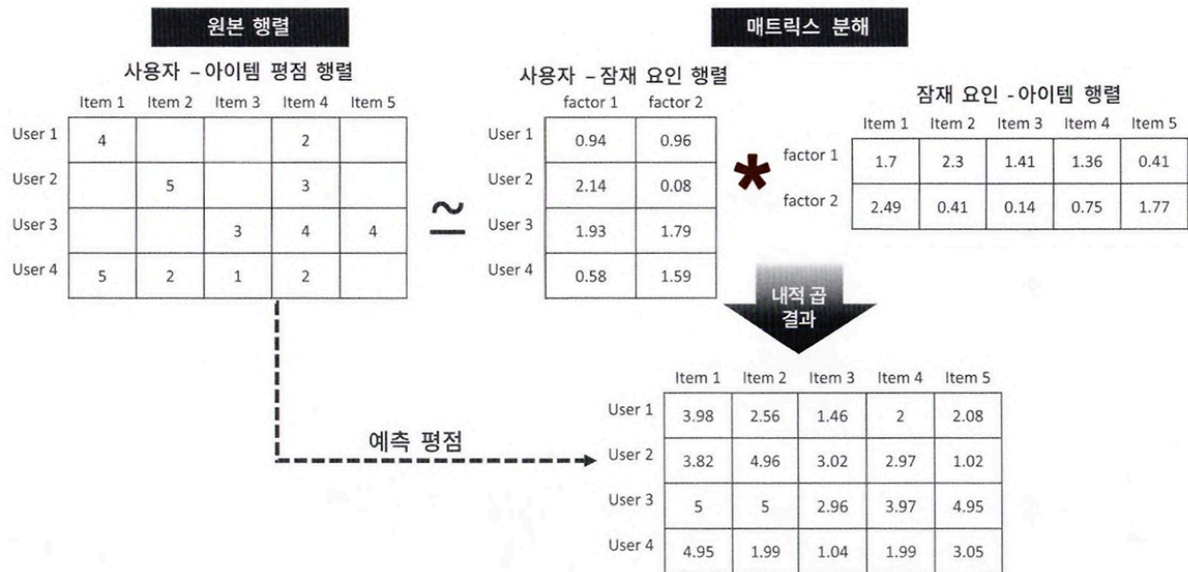 원본 행렬
매트릭스 분해
사용자 – 아이템 평점 행렬
Item 1 Item 2 Item 3 Item 4 Item 5
User 1 4 2
User 2 5 3
User 3 3 4 4
User 4 5 2 1 2
≃
사용자 – 잠재 요인 행렬
factor 1 factor 2
User 1 0.94 0.96
User 2 2.14 0.08
User 3 1.93 1.79
User 4 0.58 1.59
*
잠재 요인 - 아이템 행렬
Item 1 Item 2 Item 3 Item 4 Item 5
factor 1 1.7 2.3 1.41 1.36 0.41
factor 2 2.49 0.41 0.14 0.75 1.77
내적 곱
결과
예측 평점
Item 1 Item 2 Item 3 Item 4 Item 5
User 1 3.98 2.56 1.46 2 2.08
User 2 3.82 4.96 3.02 2.97 1.02
User 3 5 5 2.96 3.97 4.95
User 4 4.95 1.99 1.04 1.99 3.05